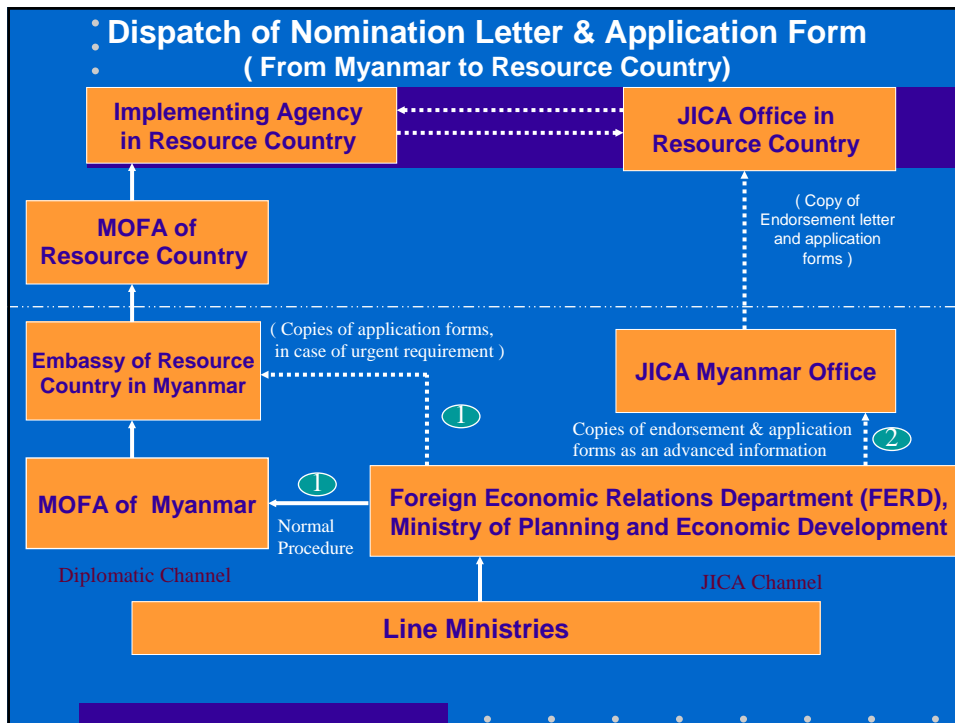 Dispatch of Nomination Letter & Application Form
( From Myanmar to Resource Country)
Implementing Agency
in Resource Country
JICA Office in
Resource Country
MOFA of
Resource Country
( Copy of
Endorsement letter
and application
forms )
Embassy of Resource
Country in Myanmar
( Copies of application forms,
in case of urgent requirement )
JICA Myanmar Office
1
Copies of endorsement & application
forms as an advanced information
2
MOFA of Myanmar
1
Normal
Procedure
Foreign Economic Relations Department (FERD),
Ministry of Planning and Economic Development
Diplomatic Channel
JICA Channel
Line Ministries